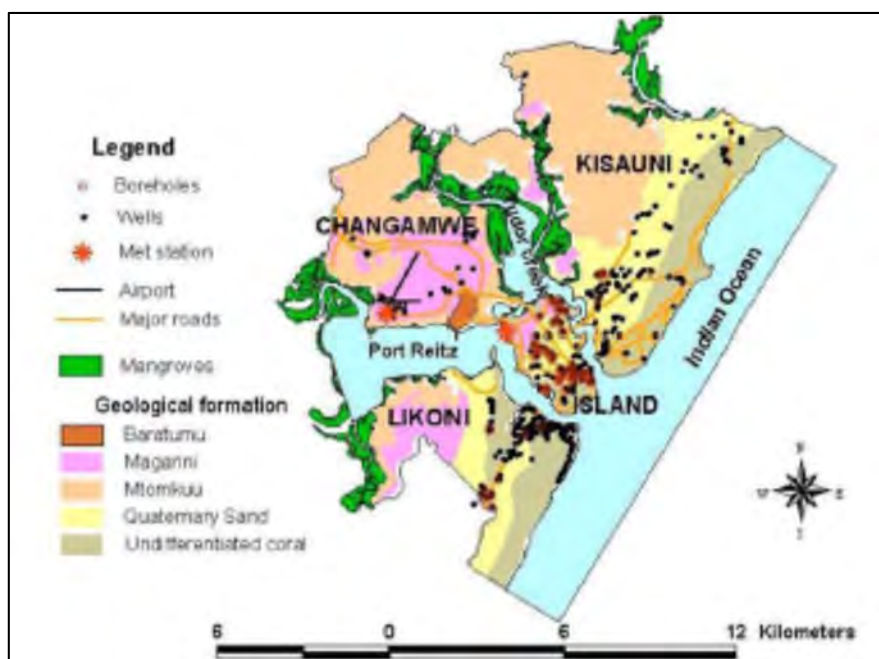 Legend
Boreholes
Wells
Met station
Airport
Major roads
Mangroves
Geological formation
Baratumu
Magarini
Mtomkuu
Quaternary Sand
Undifferentiated coral
KISAUNI
CHANGAMWE
Tudor Creek
Indian Ocean
Port Reitz
ISLAND
LIKONI
W
E
6 0 6 12 Kilometers